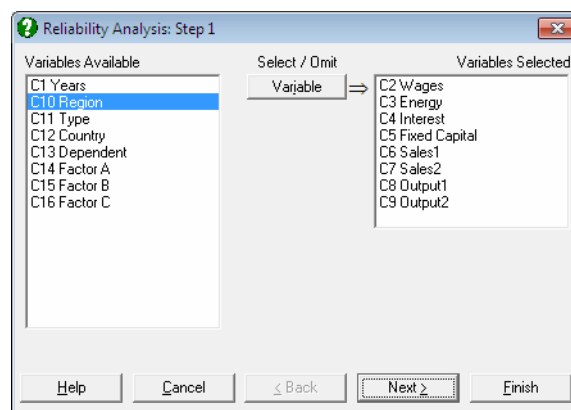 Reliability Analysis: Step 1
Variables Available
Select / Omit
Variables Selected
C1 Years
C10 Region
C11 Type
C12 Country
C13 Dependent
C14 Factor A
C15 Factor B
C16 Factor C
Variable
C2 Wages
C3 Energy
C4 Interest
C5 Fixed Capital
C6 Sales1
C7 Sales2
C8 Output1
C9 Output2
Help
Cancel
< Back
Next >
Finish